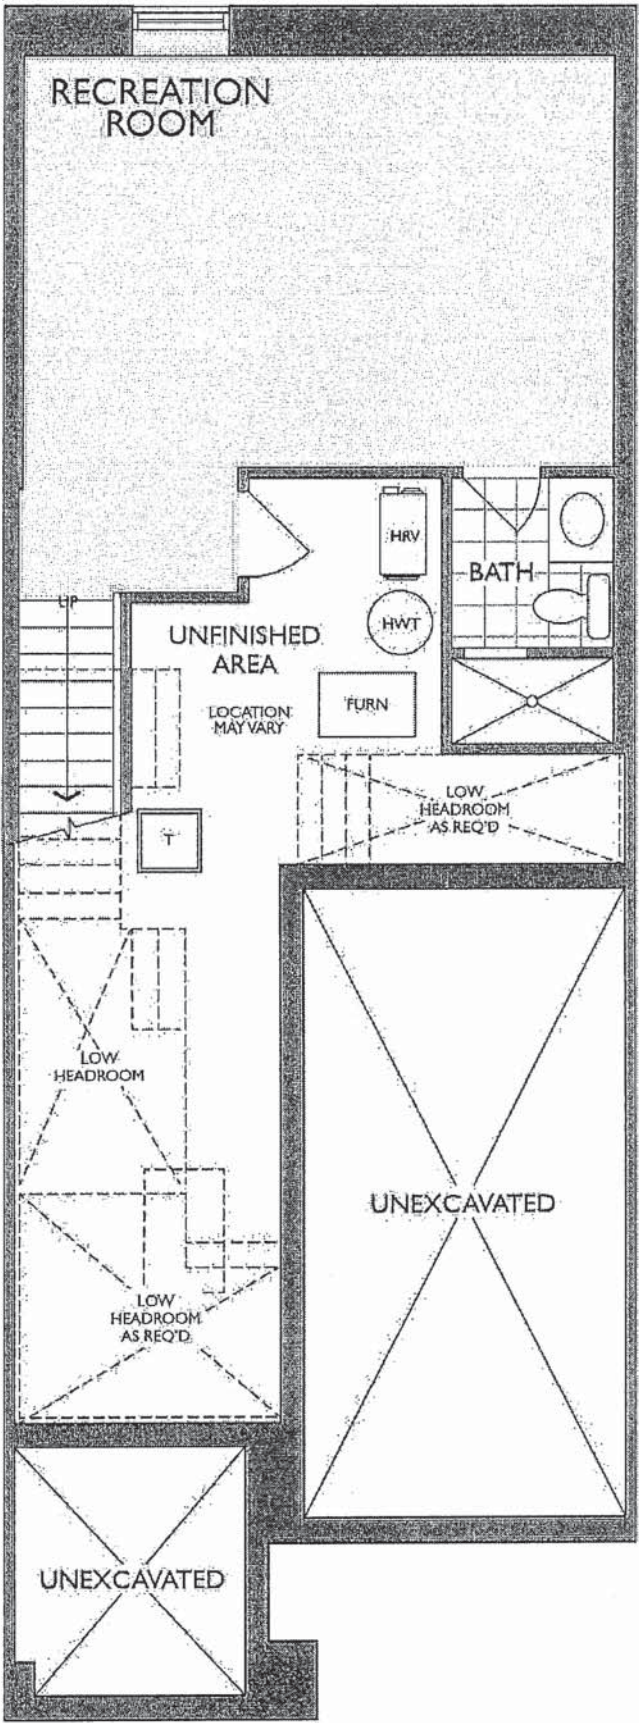 RECREATION
ROOM
HRV
BATH
UP
HWT
UNFINISHED
AREA
LOCATION
MAY VARY
FURN
LOW
HEADROOM
AS REQ'D
T
LOW
HEADROOM
UNEXCAVATED
LOW
HEADROOM
AS REQ'D
UNEXCAVATED